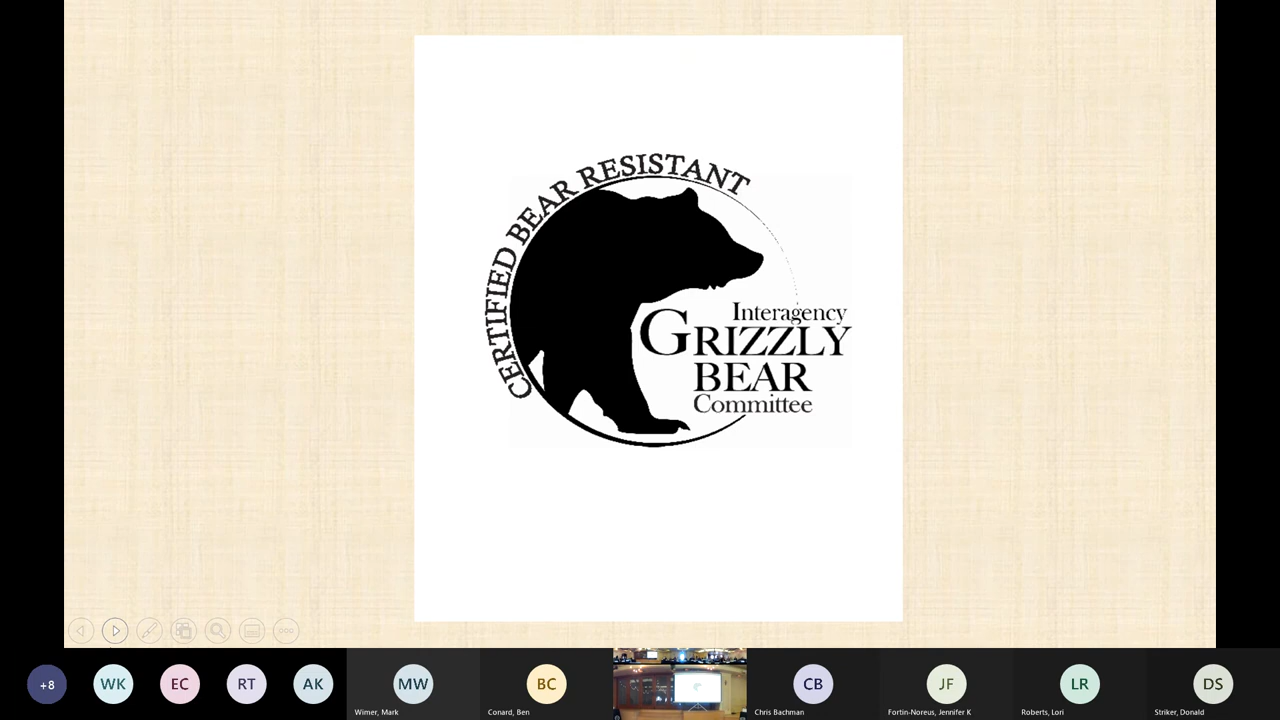 CERTIFIED BEAR RESISTANT
Interagency
GRIZZLY
BEAR
Committee
+8
WK
EC
RT
AK
MW
Wimer, Mark
BC
Conard, Ben
CB
Chris Bachman
JF
Fortin-Noreus, Jennifer K
LR
Roberts, Lori
DS
Striker, Donald